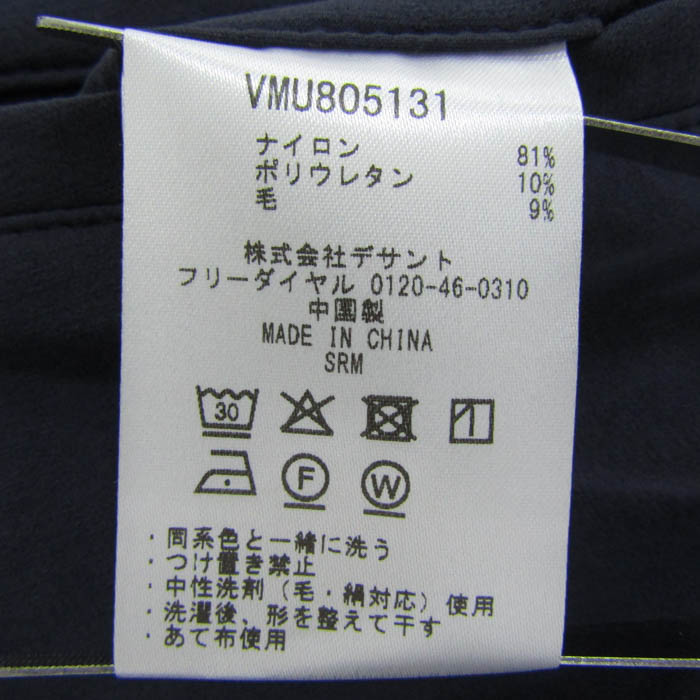 VMU805131
ナイロン 81%
ポリウレタン 10%
毛 9%
株式会社デサント
フリーダイヤル 0120-46-0310
中国製
MADE IN CHINA
SRM
30
F W
・同系色と一緒に洗う
・つけ置き禁止
・中性洗剤（毛・絹対応）使用
・洗濯後、形を整えて干す
・あて布使用